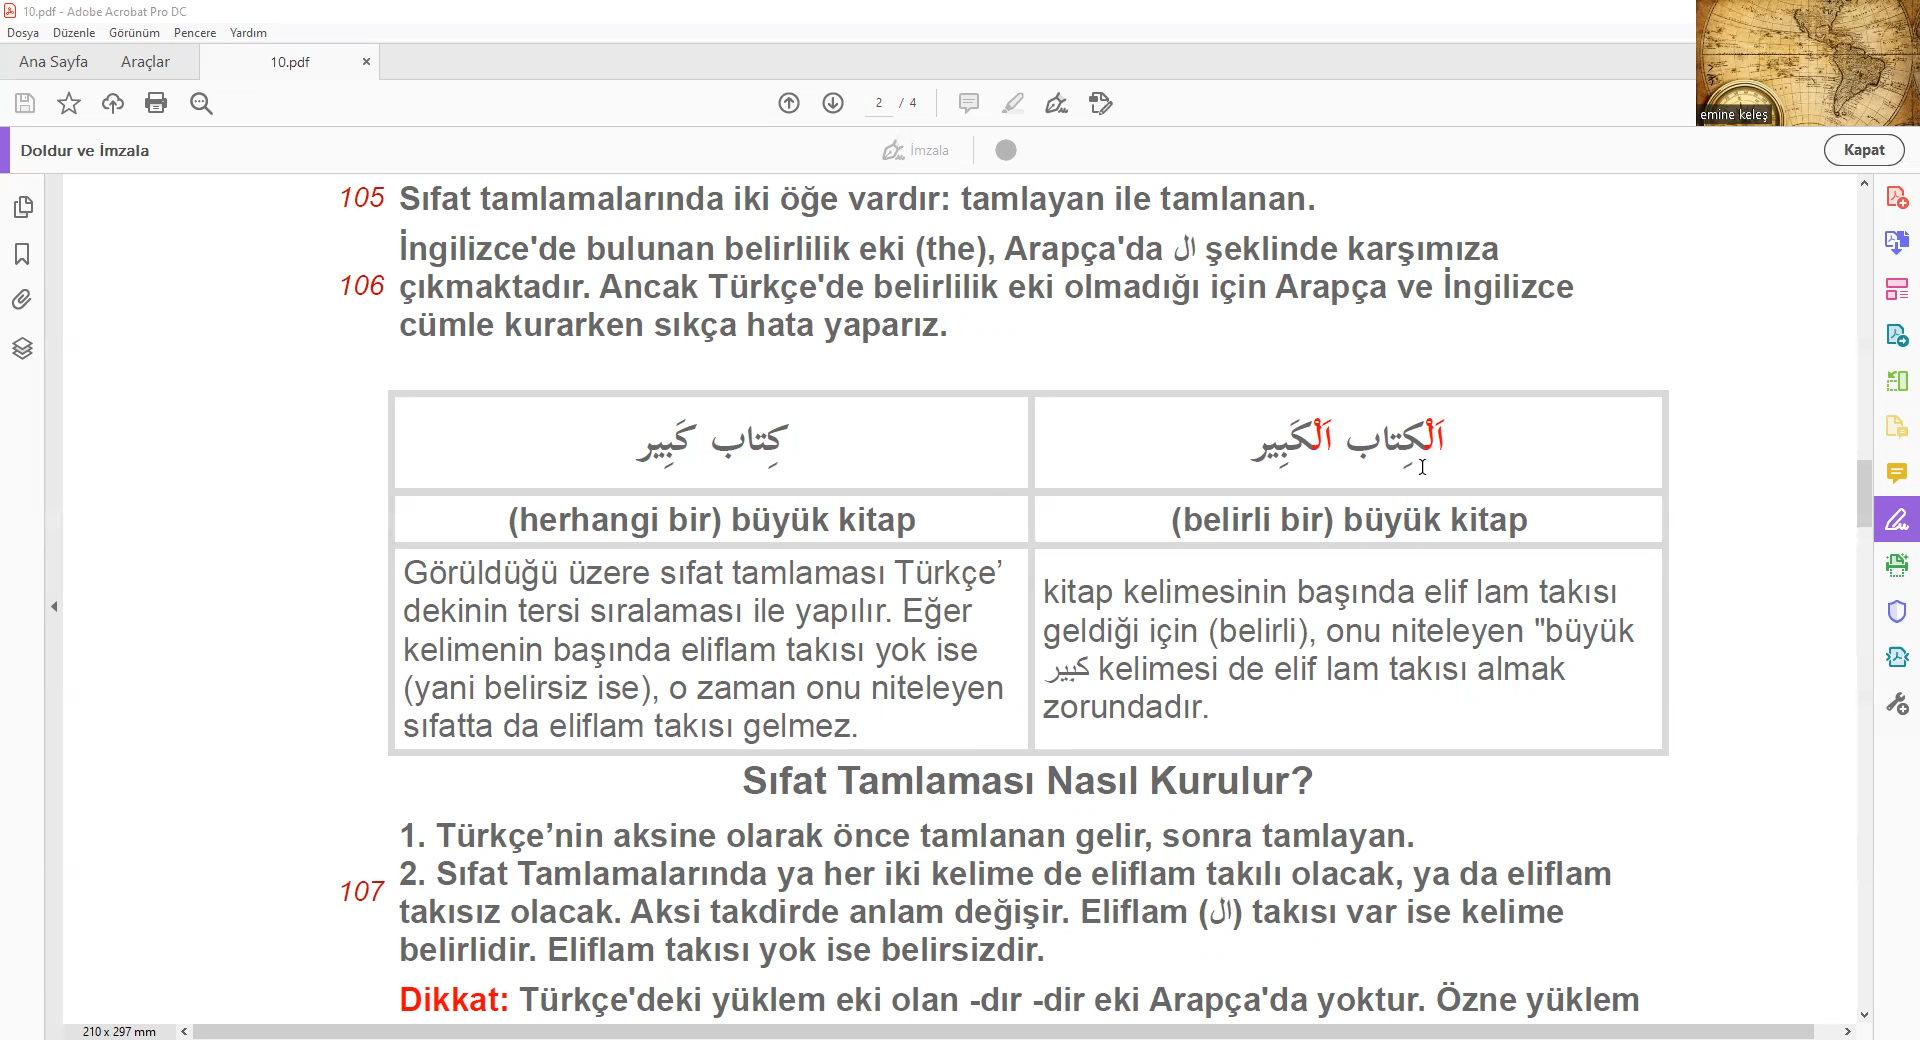 10.pdf - Adobe Acrobat Pro DC
Dosya Düzenle Görünüm Pencere Yardım
Ana Sayfa Araçlar 10.pdf ×
2 / 4
emine keleş
Doldur ve İmzala İmzala Kapat
105 Sıfat tamlamalarında iki öğe vardır: tamlayan ile tamlanan.
İngilizce'de bulunan belirlilik eki (the), Arapça'da ال şeklinde karşımıza
106 çıkmaktadır. Ancak Türkçe'de belirlilik eki olmadığı için Arapça ve İngilizce
cümle kurarken sıkça hata yaparız.
كِتاب كَبِير
اَلْكِتاب اَلْكَبِير
(herhangi bir) büyük kitap
(belirli bir) büyük kitap
Görüldüğü üzere sıfat tamlaması Türkçe’
dekinin tersi sıralaması ile yapılır. Eğer
kelimenin başında eliflam takısı yok ise
(yani belirsiz ise), o zaman onu niteleyen
sıfatta da eliflam takısı gelmez.
kitap kelimesinin başında elif lam takısı
geldiği için (belirli), onu niteleyen "büyük
كبير kelimesi de elif lam takısı almak
zorundadır.
Sıfat Tamlaması Nasıl Kurulur?
1. Türkçe’nin aksine olarak önce tamlanan gelir, sonra tamlayan.
2. Sıfat Tamlamalarında ya her iki kelime de eliflam takılı olacak, ya da eliflam
107 takısız olacak. Aksi takdirde anlam değişir. Eliflam (ال) takısı var ise kelime
belirlidir. Eliflam takısı yok ise belirsizdir.
Dikkat: Türkçe'deki yüklem eki olan -dır -dir eki Arapça'da yoktur. Özne yüklem
210 x 297 mm